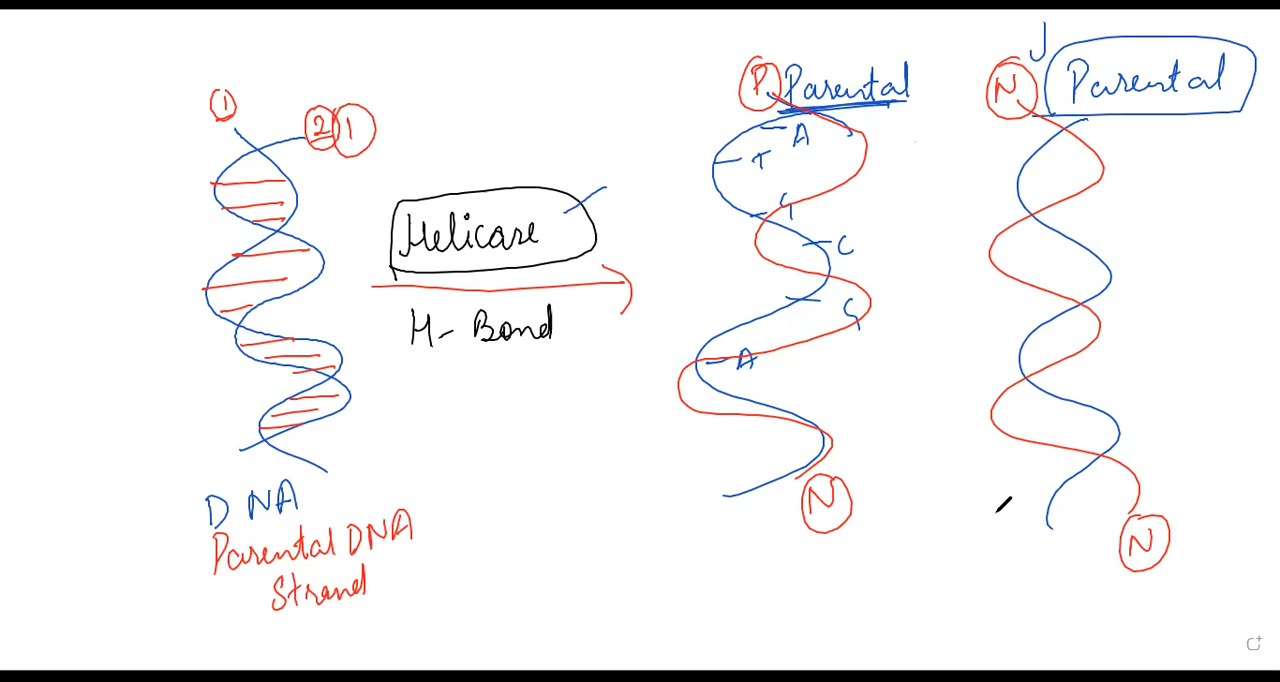 1
2 1
DNA
Parental DNA
Strand
Helicase
H- Bond
P Parental
A
T
G
C
G
A
N
N Parental
N